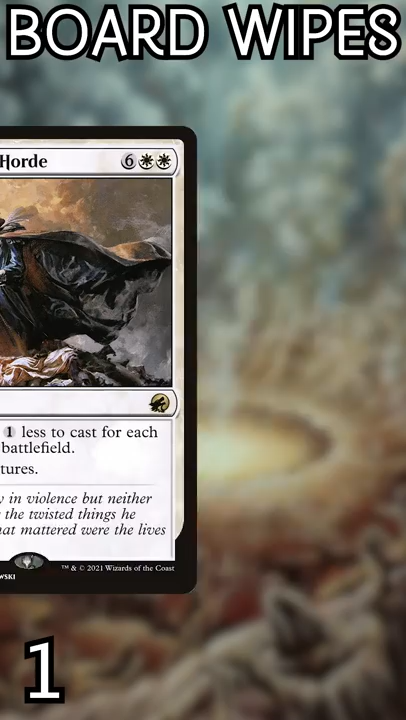 BOARD WIPES
Horde 6
1 less to cast for each
battlefield.
tures.
in violence but neither
the twisted things he
at mattered were the lives
™ & © 2021 Wizards of the Coast
WSKI
1